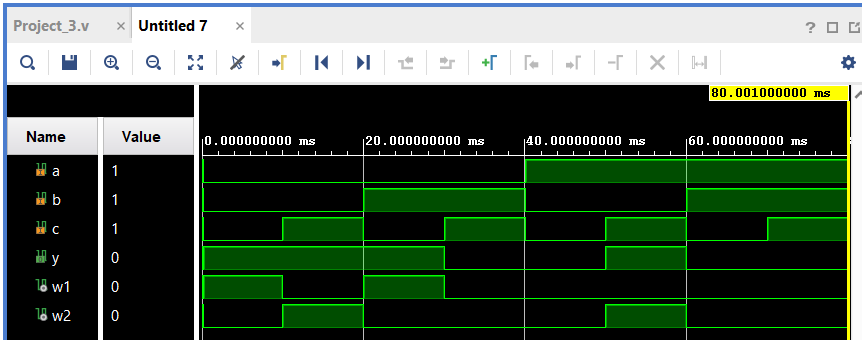 Project_3.v × Untitled 7 ×
80.001000000 ms
Name Value
0.000000000 ms 20.000000000 ms 40.000000000 ms 60.000000000 ms
a 1
b 1
c 1
y 0
w1 0
w2 0